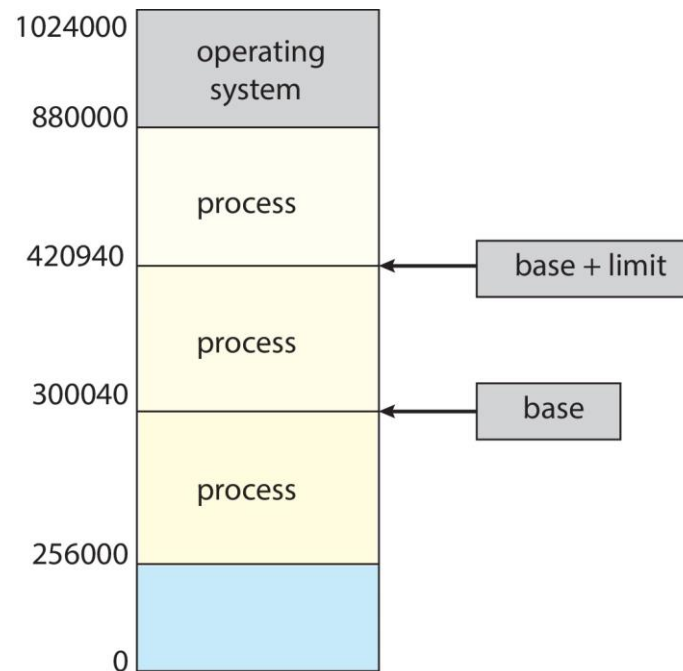 1024000
operating
system
880000
process
420940
base + limit
process
300040
base
process
256000
0